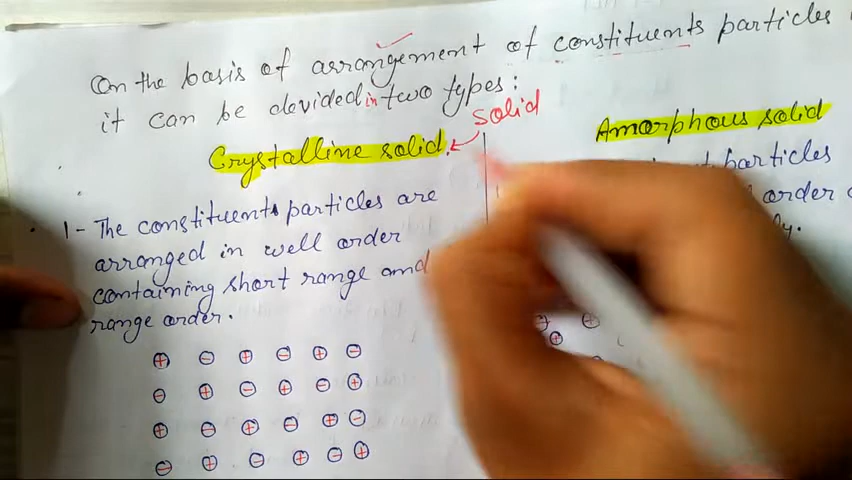 On the basis of arrangement of constituents particles
it can be devided in two types:
solid
Crystalline solid.
1- The constituents particles are
arranged in well order
containing short range and
range order.
Amorphous solid
particles
order